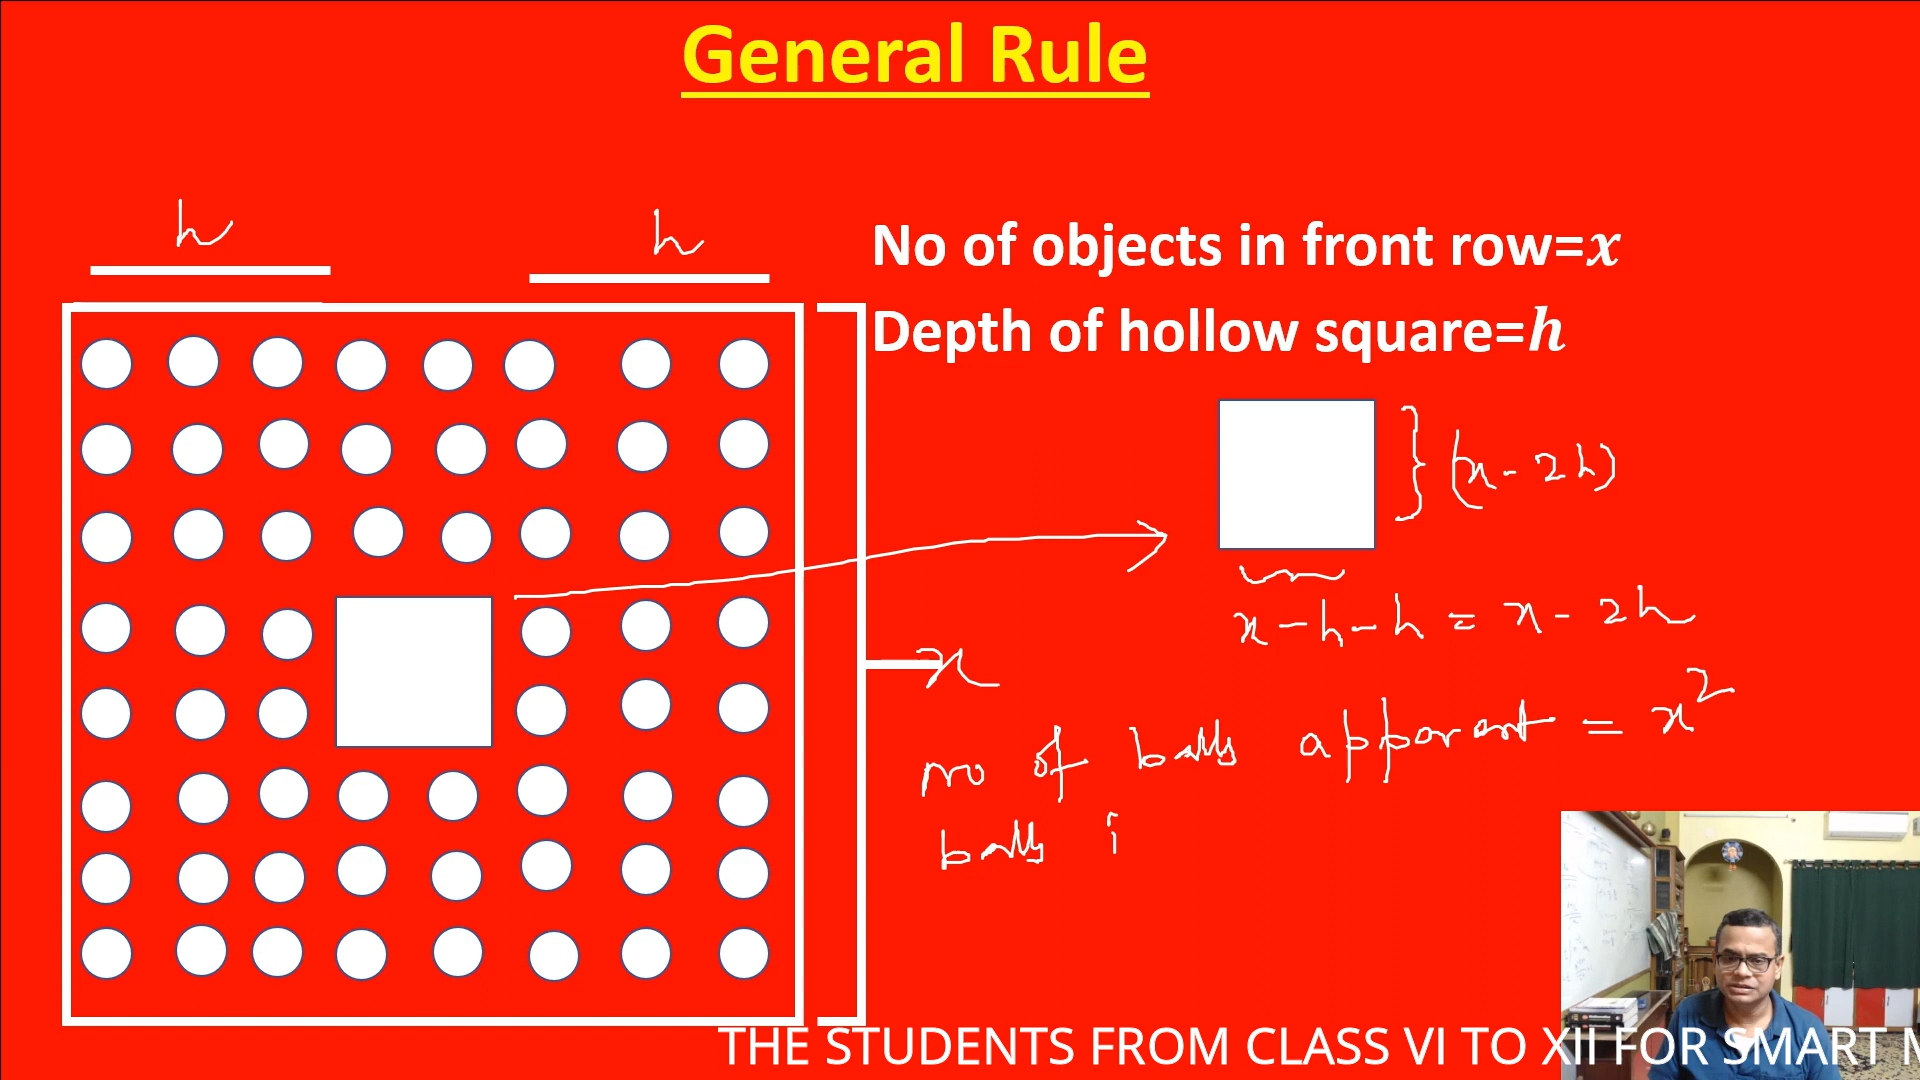 General Rule
h
h
No of objects in front row=x
Depth of hollow square=h
(x-2h)
x-h-h = x-2h
x
no of balls apparent = x²
balls i
THE STUDENTS FROM CLASS VI TO XII FOR SMART M